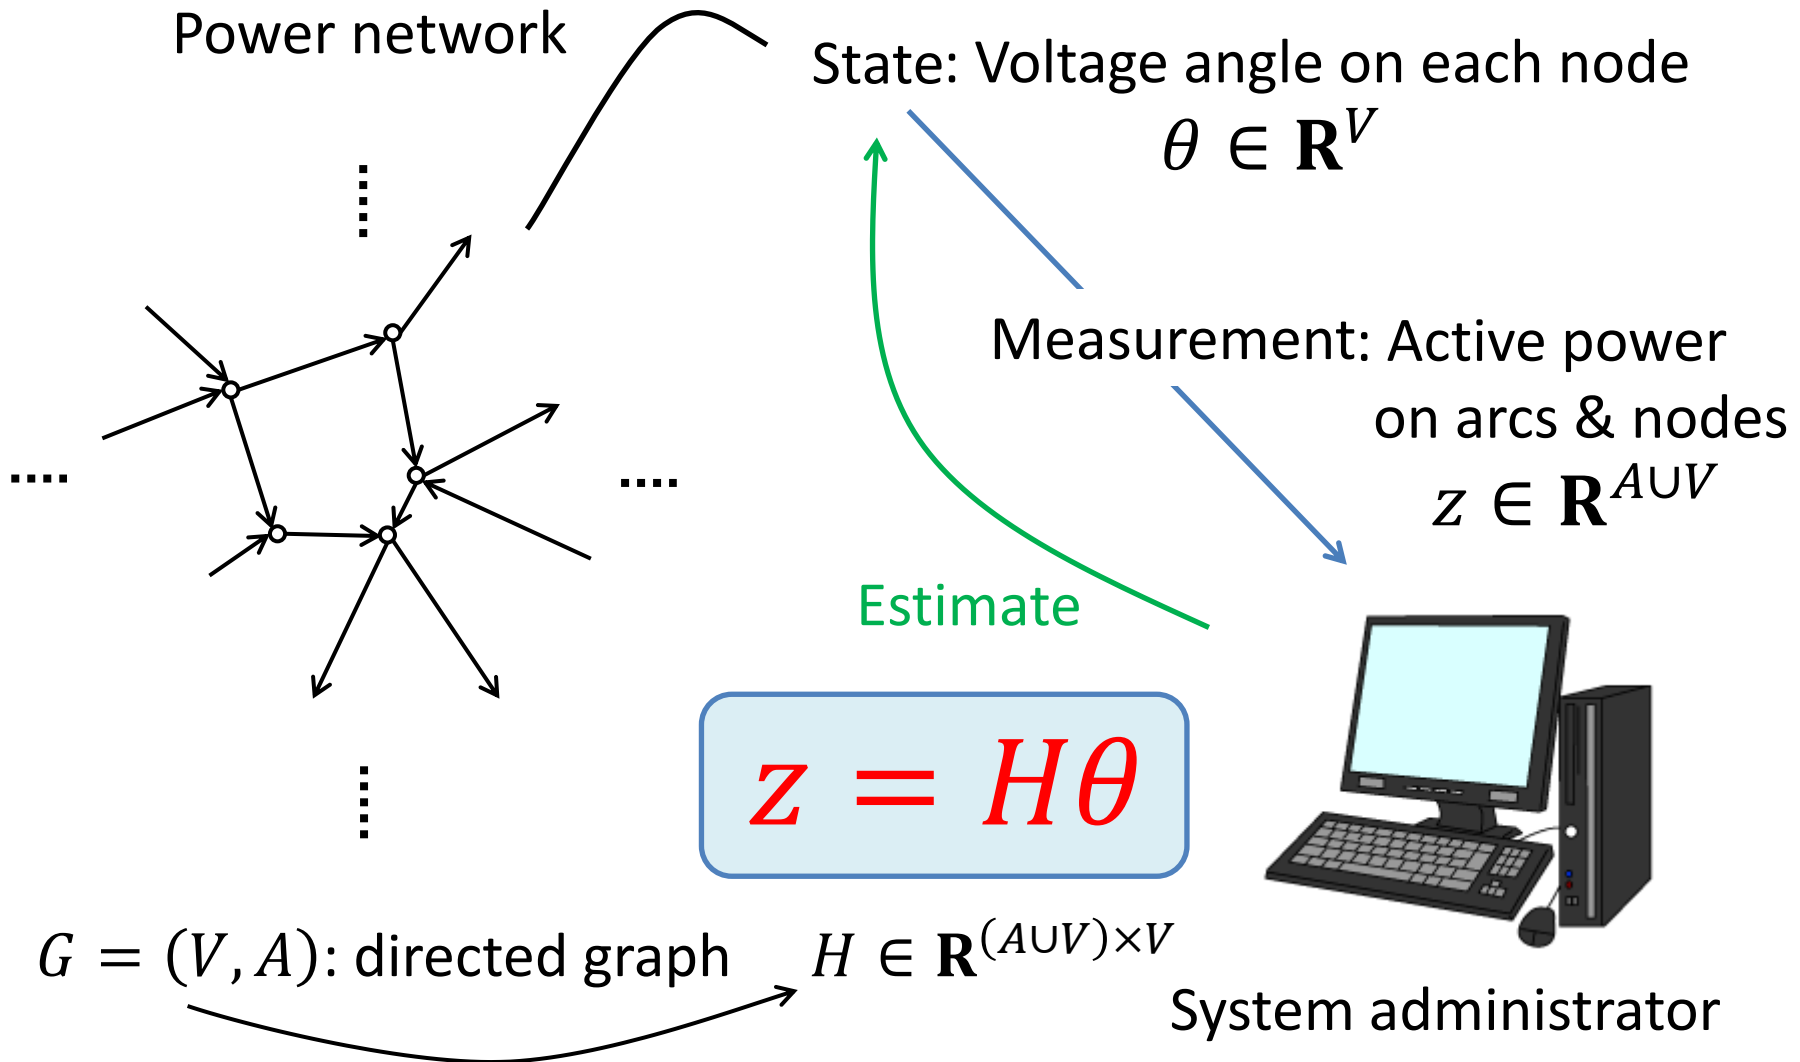 Power network
State: Voltage angle on each node
θ ∈ R^V
Measurement: Active power
on arcs & nodes
z ∈ R^{A∪V}
Estimate
z = Hθ
G = (V, A): directed graph
H ∈ R^{(A∪V)×V}
System administrator